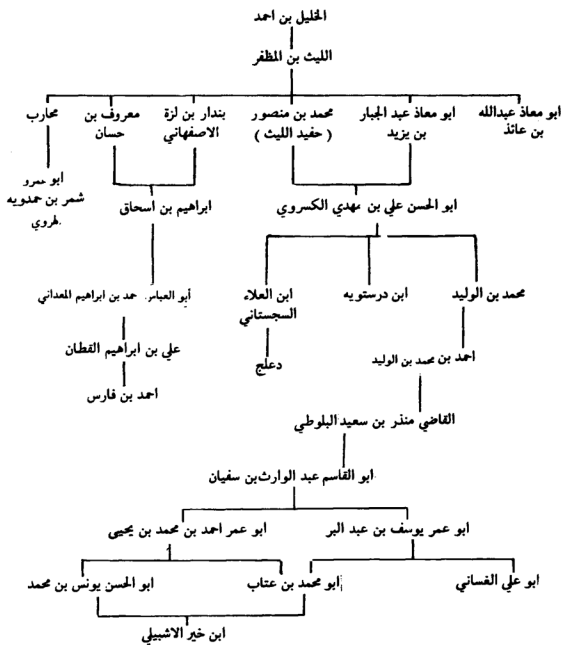 الخليل بن احمد
الليث بن المظفر
ابو معاذ عبدالله
بن عائذ
ابو معاذ عبد الجبار
بن يزيد
محمد بن منصور
( حفيد الليث )
بندار بن لزة
الاصفهاني
معروف بن
حسان
محارب
ابو عمرو
شمر بن حمدويه
لهروي
ابو الحسن علي بن مهدي الكسروي
ابراهيم بن اسحاق
محمد بن الوليد
ابن درستويه
ابن العلاء
السجستاني
أبو العباس حمد بن ابراهيم المعداني
احمد بن محمد بن الوليد
دعلج
علي بن ابراهيم القطان
احمد بن فارس
القاضي منذر بن سعيد البلوطي
ابو القاسم عبد الوارث بن سفيان
ابو عمر يوسف بن عبد البر
ابو عمر احمد بن محمد بن يحيى
ابو علي الغساني
ابو محمد بن عتاب
ابو الحسن يونس بن محمد
ابن خير الاشبيلي